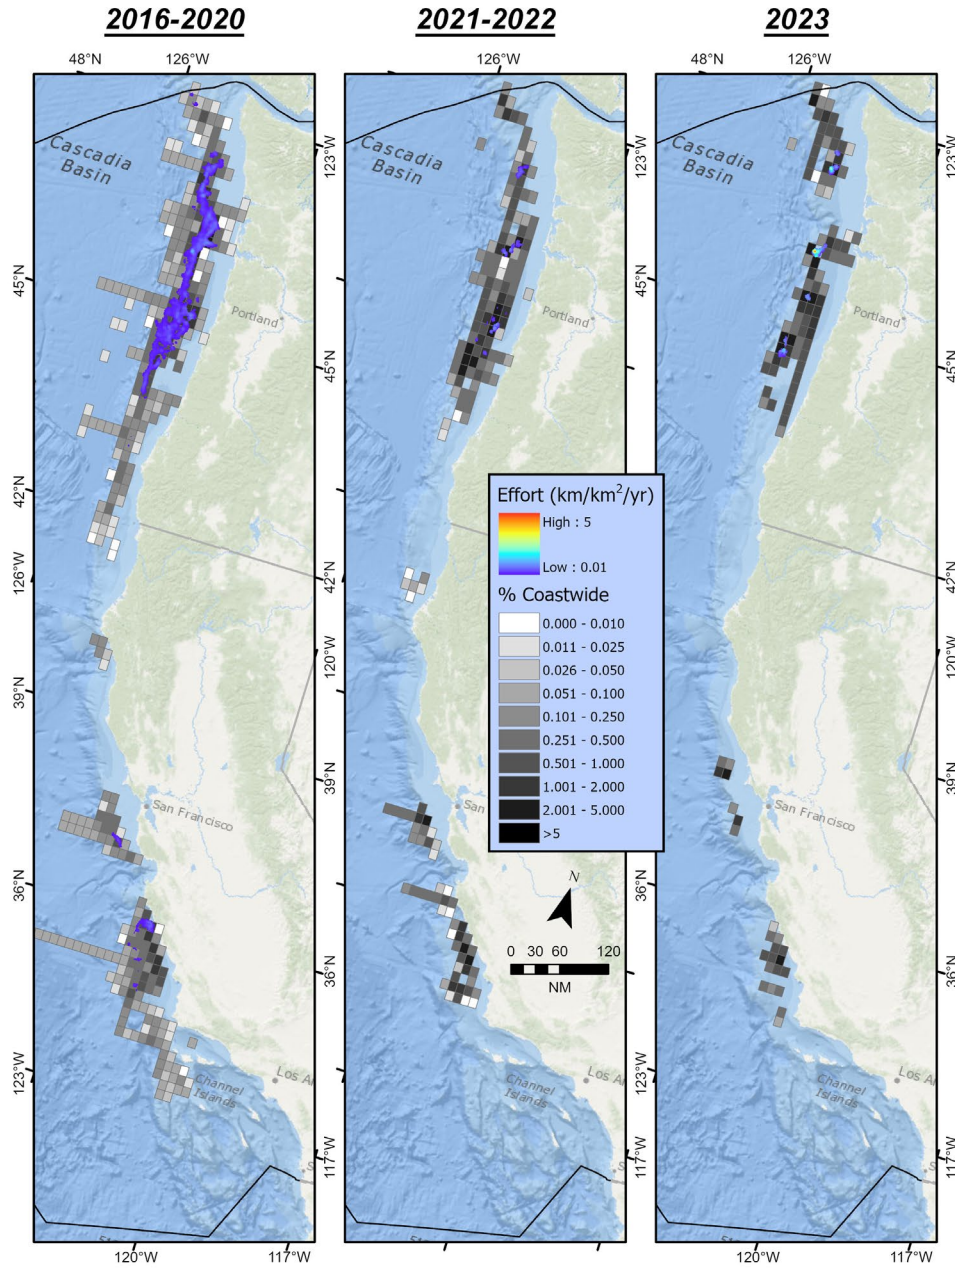 2016-2020
2021-2022
2023
48°N
126°W
126°W
48°N
126°W
Cascadia
Basin
Cascadia
Basin
Cascadia
Basin
123°W
123°W
123°W
45°N
Portland
Portland
Portland
45°N
45°N
45°N
42°N
126°W
42°N
42°N
120°W
120°W
39°N
39°N
39°N
36°N
36°N
36°N
123°W
123°W
117°W
117°W
Effort (km/km²/yr)
High : 5
Low : 0.01
% Coastwide
0.000 - 0.010
0.011 - 0.025
0.026 - 0.050
0.051 - 0.100
0.101 - 0.250
0.251 - 0.500
0.501 - 1.000
1.001 - 2.000
2.001 - 5.000
>5
San Francisco
San
San Francisco
N
0 30 60 120
NM
Channel
Islands
Los A
Channel
Islands
Los A
Channel
Islands
Los A
120°W
117°W
120°W
117°W